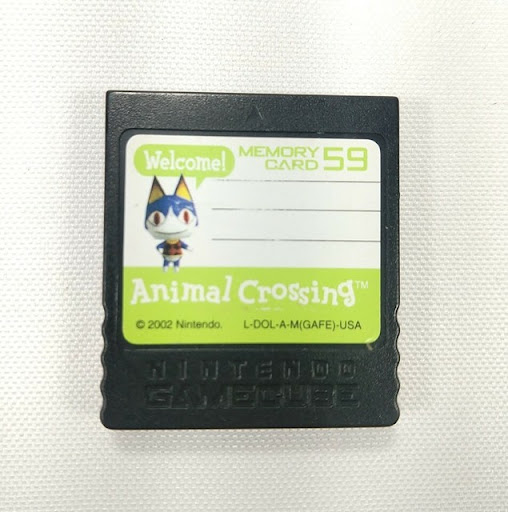 Welcome!
MEMORY
CARD 59
Animal Crossing™
© 2002 Nintendo. L-DOL-A-M(GAFE)-USA
NINTENDO
GAMECUBE